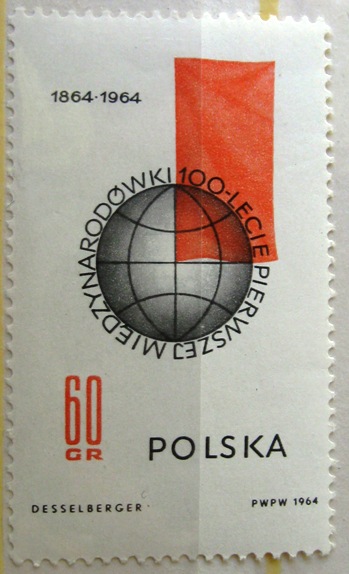 1864·1964
100-LECIE PIERWSZEJ MIĘDZYNARODÓWKI
60
GR
POLSKA
DESSELBERGER
PWPW 1964